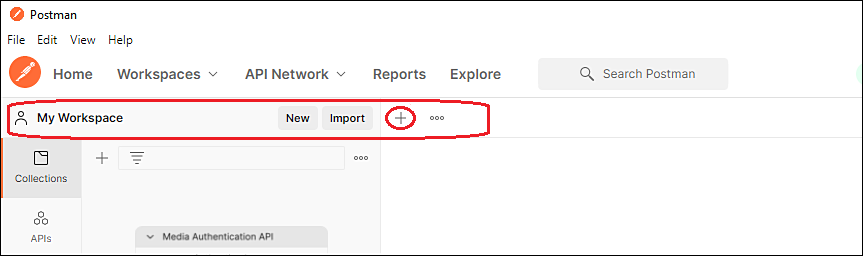 Postman
File Edit View Help
Home Workspaces API Network Reports Explore Search Postman
My Workspace New Import
Collections
Media Authentication API
APIs